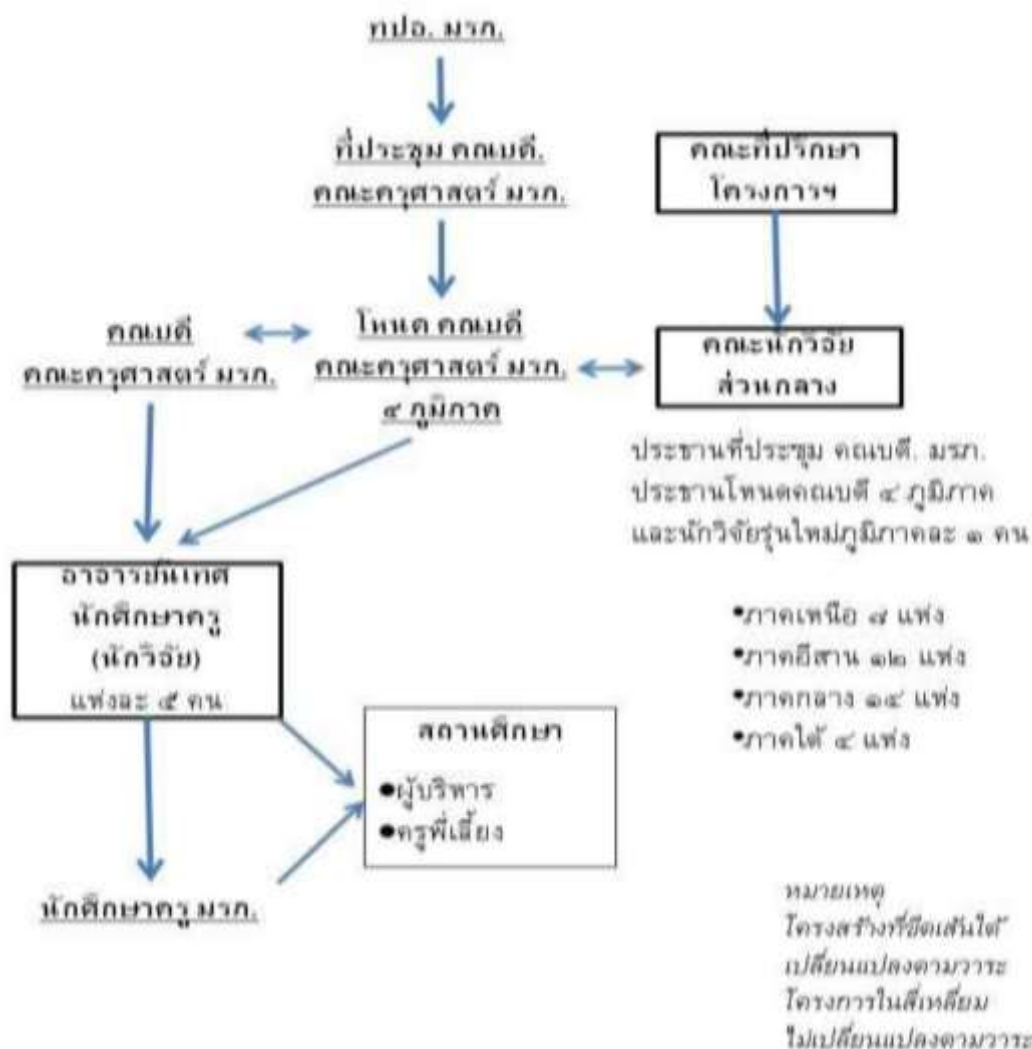 ทปอ. มรภ.
ที่ประชุม คณบดี.
คณะครุศาสตร์ มรภ.
คณะที่ปรึกษา
โครงการฯ
คณบดี
คณะครุศาสตร์ มรภ.
โหนด คณบดี
คณะครุศาสตร์ มรภ.
๔ ภูมิภาค
คณะนักวิจัย
ส่วนกลาง
ประธานที่ประชุม คณบดี. มรภ.
ประธานโหนดคณบดี ๔ ภูมิภาค
และนักวิจัยรุ่นใหม่ภูมิภาคละ ๑ คน
อาจารย์นิเทศ
นักศึกษาครู
(นักวิจัย)
แห่งละ ๕ คน
•ภาคเหนือ ๗ แห่ง
•ภาคอีสาน ๑๒ แห่ง
•ภาคกลาง ๑๕ แห่ง
•ภาคใต้ ๔ แห่ง
สถานศึกษา
•ผู้บริหาร
•ครูพี่เลี้ยง
นักศึกษาครู มรภ.
หมายเหตุ
โครงสร้างที่ขีดเส้นใต้
เปลี่ยนแปลงตามวาระ
โครงการในสี่เหลี่ยม
ไม่เปลี่ยนแปลงตามวาระ